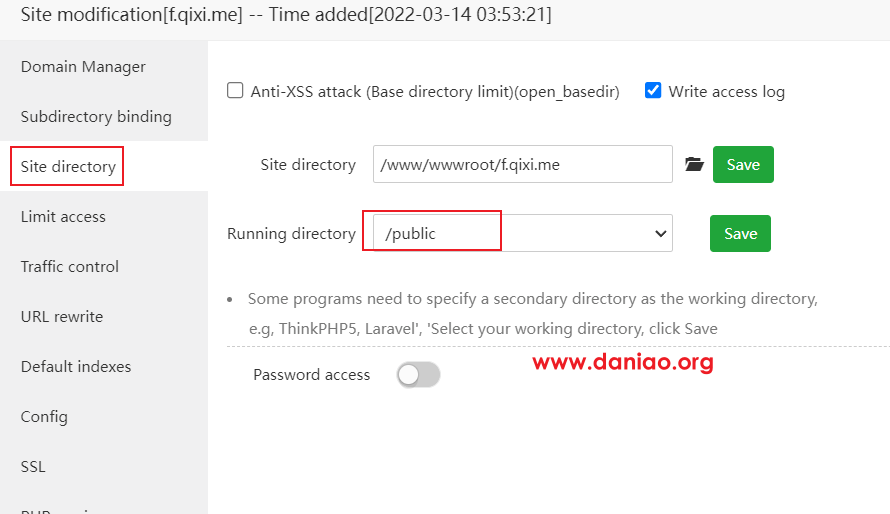 Site modification[f.qixi.me] -- Time added[2022-03-14 03:53:21]
Domain Manager
Subdirectory binding
Site directory
Limit access
Traffic control
URL rewrite
Default indexes
Config
SSL
Anti-XSS attack (Base directory limit)(open_basedir)
Write access log
Site directory
/www/wwwroot/f.qixi.me
Save
Running directory
/public
Save
Some programs need to specify a secondary directory as the working directory,
e.g, ThinkPHP5, Laravel', 'Select your working directory, click Save
www.daniao.org
Password access